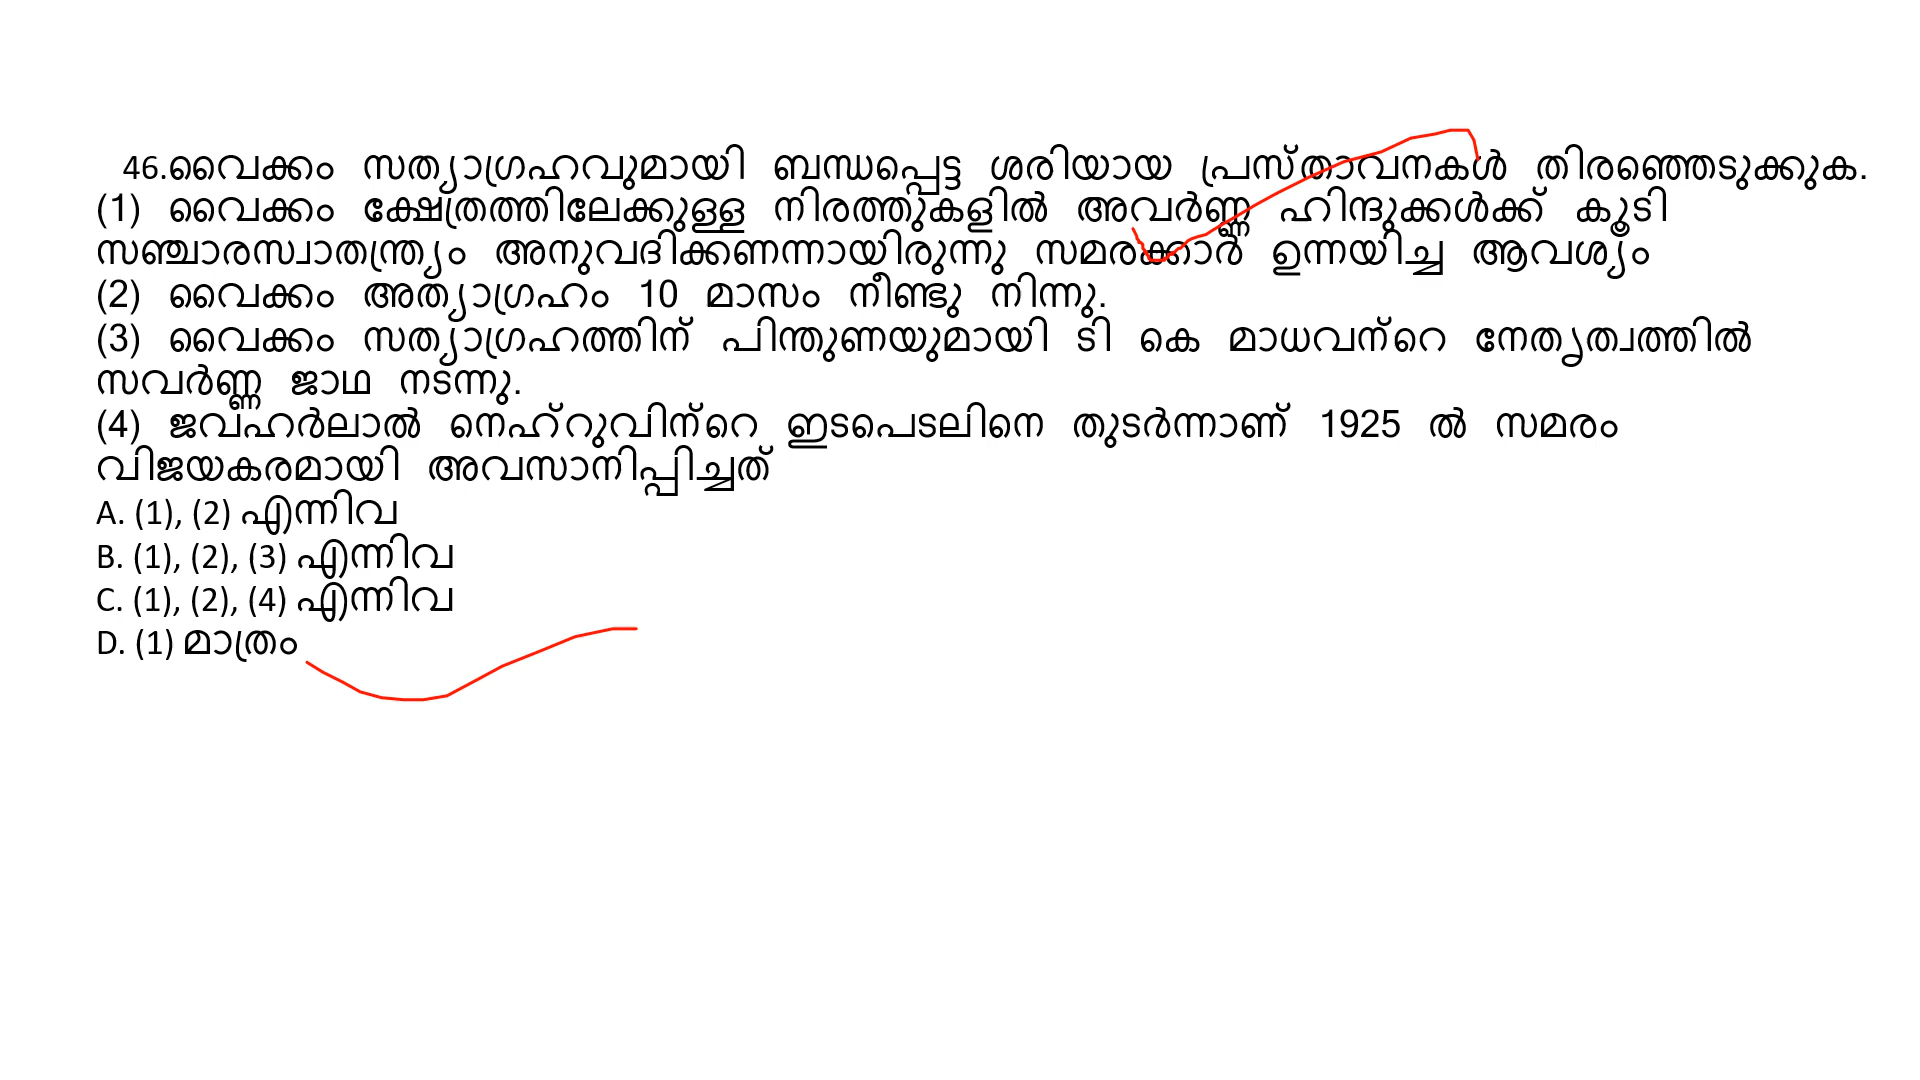 46.വൈക്കം സത്യാഗ്രഹവുമായി ബന്ധപ്പെട്ട ശരിയായ പ്രസ്താവനകൾ തിരഞ്ഞെടുക്കുക.
(1) വൈക്കം ക്ഷേത്രത്തിലേക്കുള്ള നിരത്തുകളിൽ അവർണ്ണ ഹിന്ദുക്കൾക്ക് കൂടി
സഞ്ചാരസ്വാതന്ത്ര്യം അനുവദിക്കണന്നായിരുന്നു സമരക്കാർ ഉന്നയിച്ച ആവശ്യം
(2) വൈക്കം അത്യാഗ്രഹം 10 മാസം നീണ്ടു നിന്നു.
(3) വൈക്കം സത്യാഗ്രഹത്തിന് പിന്തുണയുമായി ടി കെ മാധവന്റെ നേതൃത്വത്തിൽ
സവർണ്ണ ജാഥ നടന്നു.
(4) ജവഹർലാൽ നെഹ്റുവിന്റെ ഇടപെടലിനെ തുടർന്നാണ് 1925 ൽ സമരം
വിജയകരമായി അവസാനിപ്പിച്ചത്
A. (1), (2) എന്നിവ
B. (1), (2), (3) എന്നിവ
C. (1), (2), (4) എന്നിവ
D. (1) മാത്രം